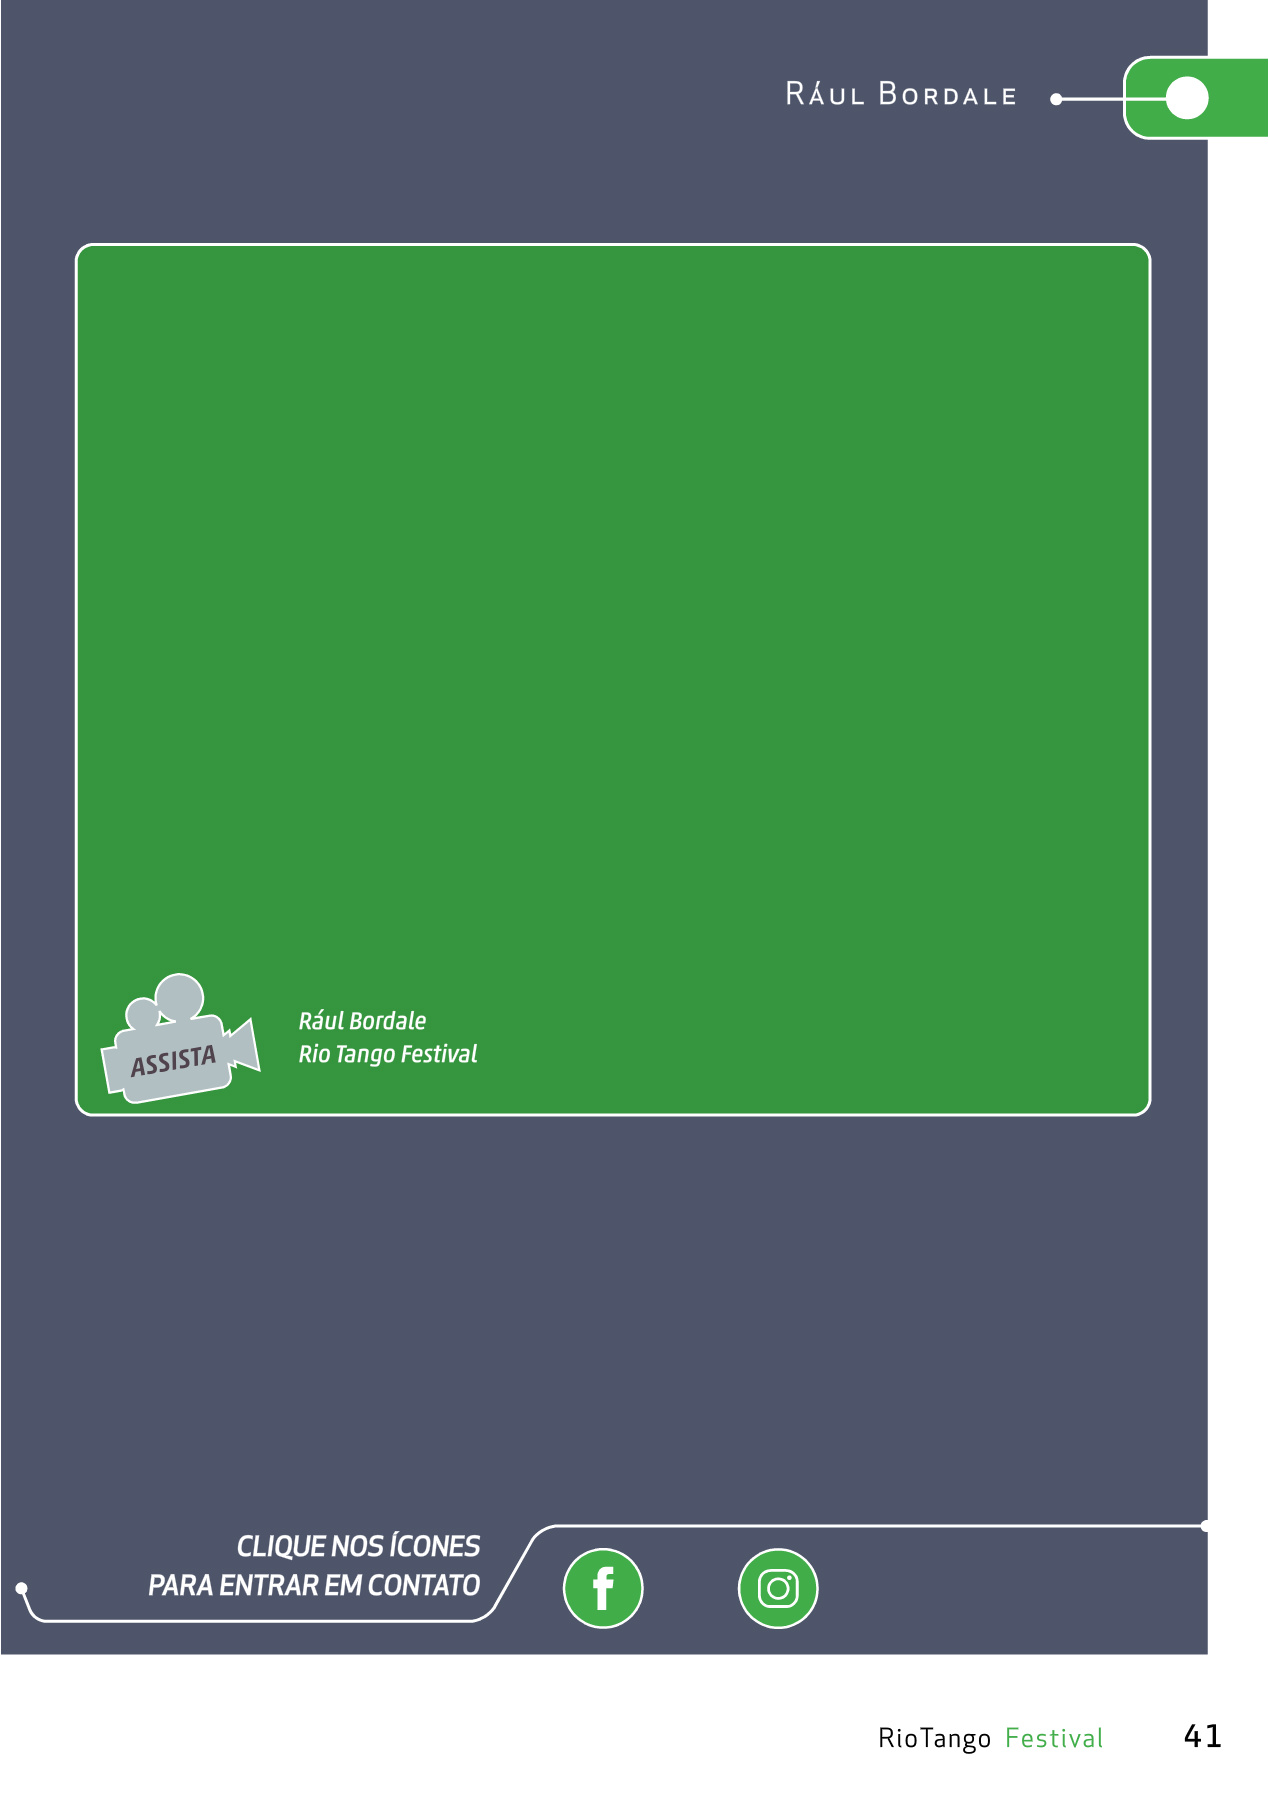 Rául Bordale
ASSISTA
Rául Bordale
Rio Tango Festival
CLIQUE NOS ÍCONES
PARA ENTRAR EM CONTATO
f
RioTango Festival 41